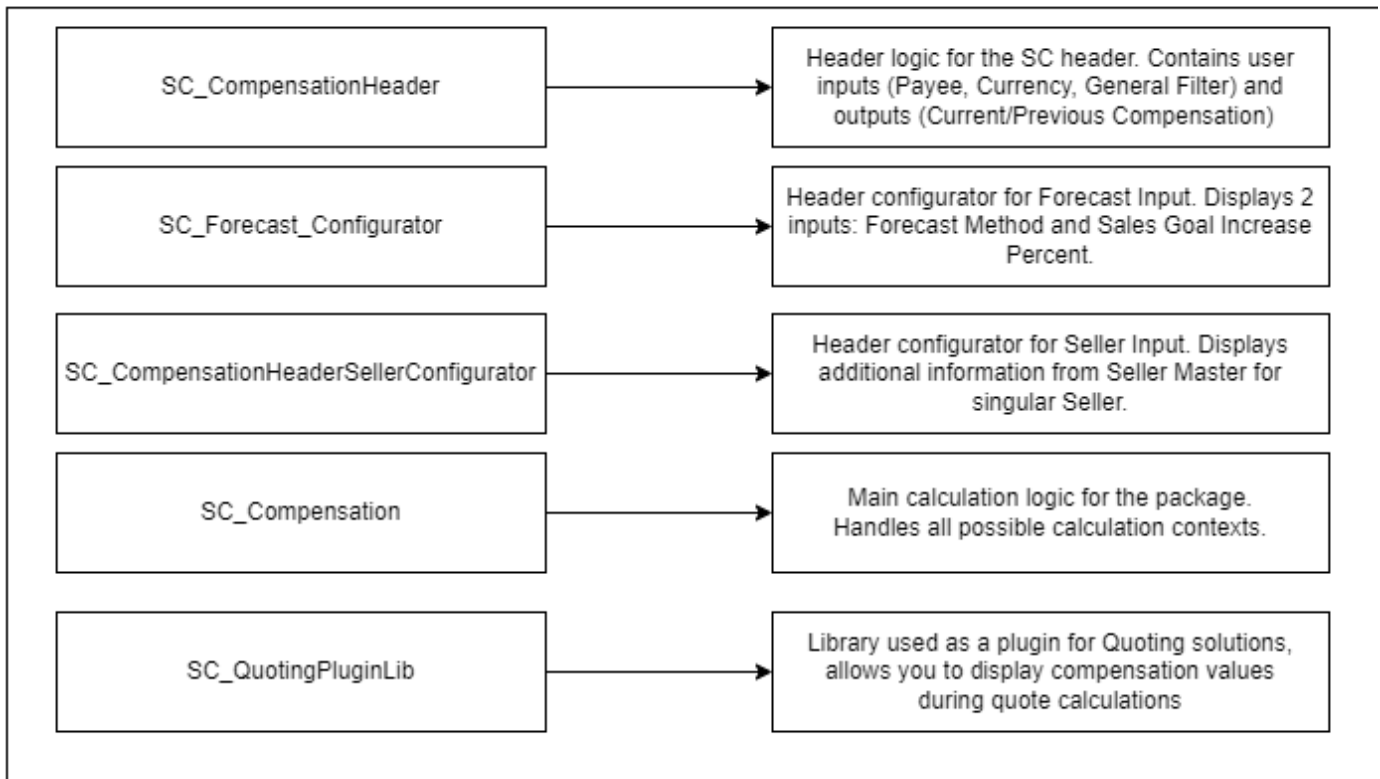 SC_CompensationHeader
Header logic for the SC header. Contains user
inputs (Payee, Currency, General Filter) and
outputs (Current/Previous Compensation)
SC_Forecast_Configurator
Header configurator for Forecast Input. Displays 2
inputs: Forecast Method and Sales Goal Increase
Percent.
SC_CompensationHeaderSellerConfigurator
Header configurator for Seller Input. Displays
additional information from Seller Master for
singular Seller.
SC_Compensation
Main calculation logic for the package.
Handles all possible calculation contexts.
SC_QuotingPluginLib
Library used as a plugin for Quoting solutions,
allows you to display compensation values
during quote calculations